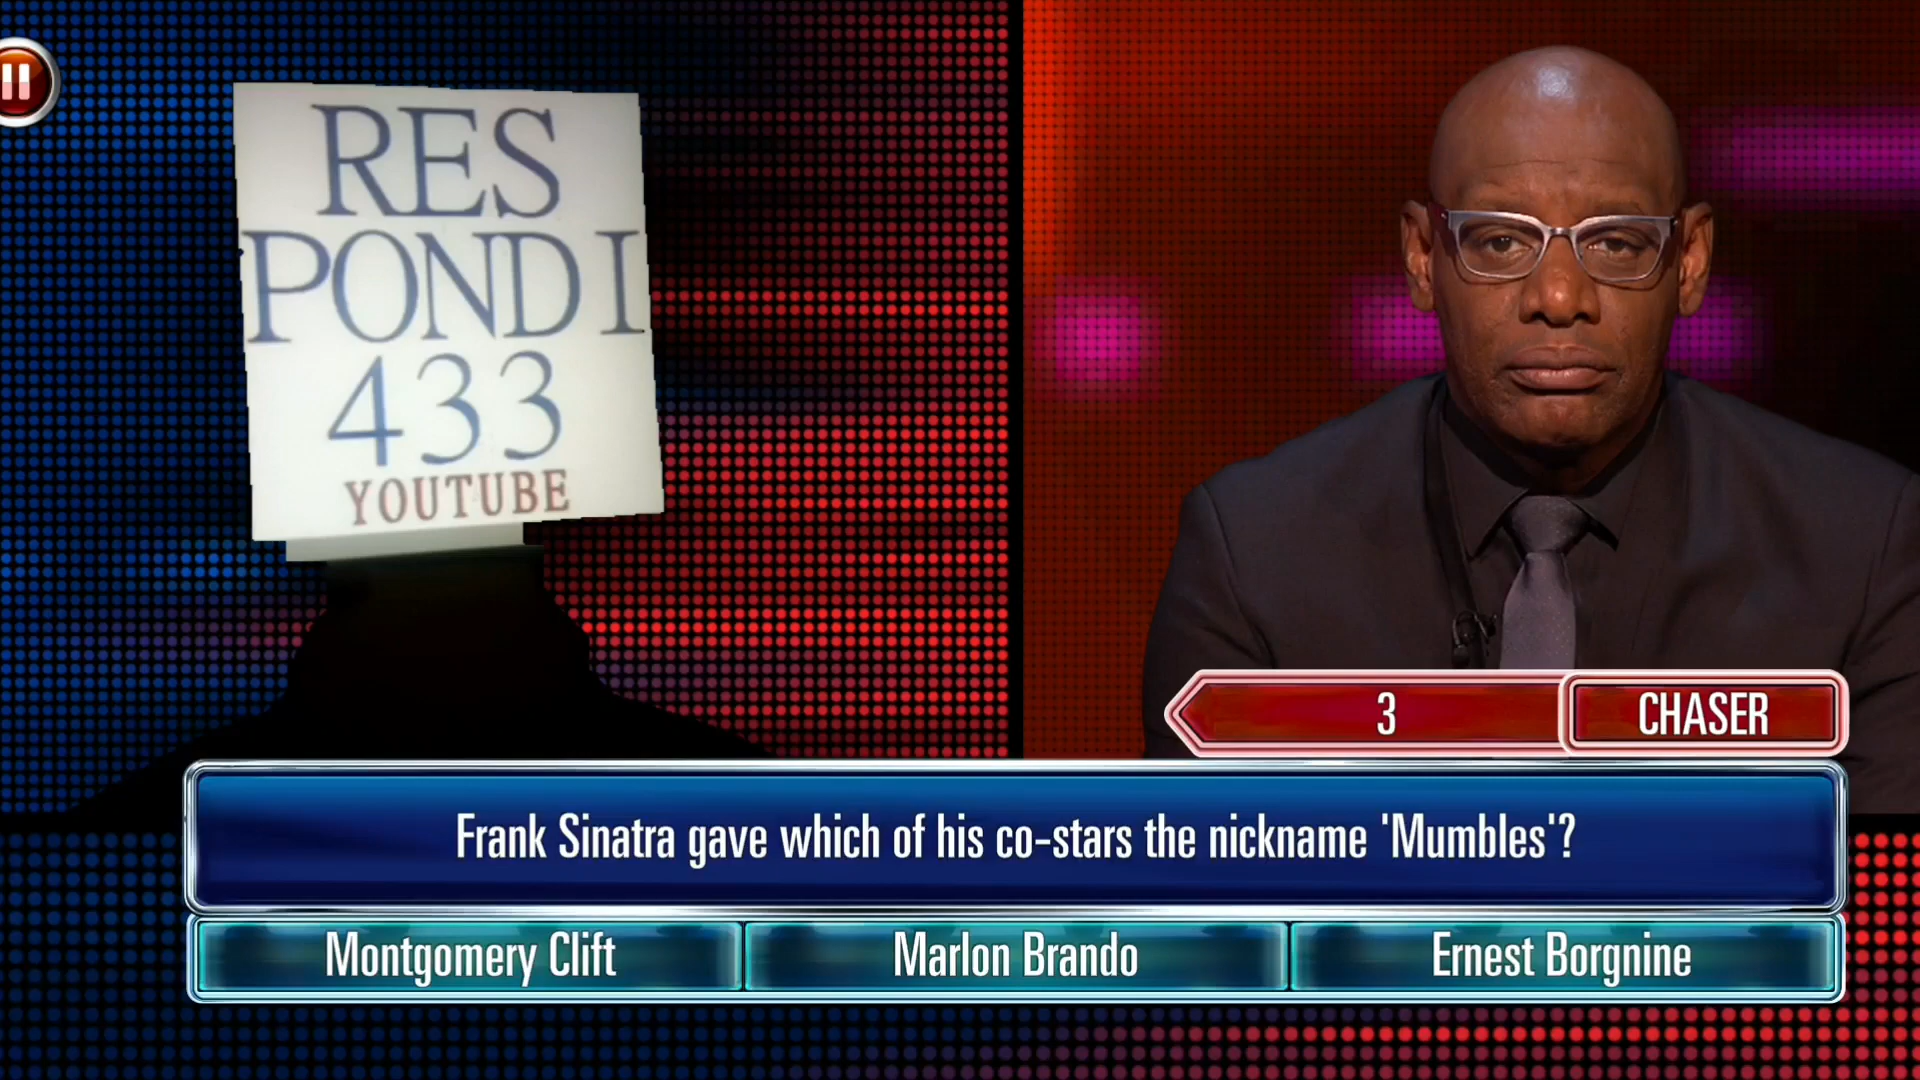 RES
POND I
433
YOUTUBE
3
CHASER
Frank Sinatra gave which of his co-stars the nickname 'Mumbles'?
Montgomery Clift
Marlon Brando
Ernest Borgnine